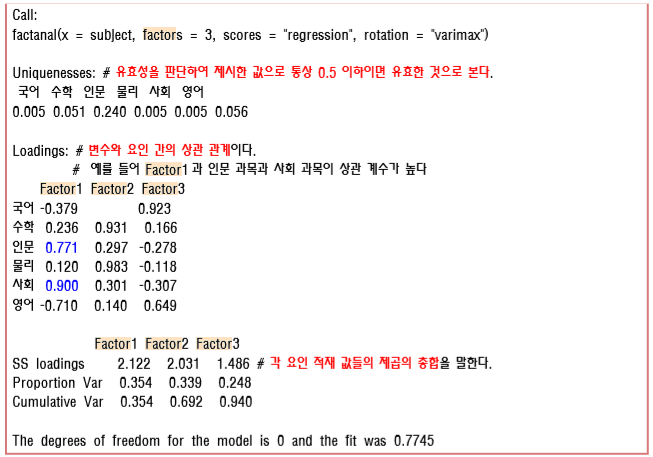 Call:
factanal(x = subject, factors = 3, scores = "regression", rotation = "varimax")
Uniquenesses: # 유효성을 판단하여 제시한 값으로 통상 0.5 이하이면 유효한 것으로 본다.
국어 수학 인문 물리 사회 영어
0.005 0.051 0.240 0.005 0.005 0.056
Loadings: # 변수와 요인 간의 상관 관계이다.
# 예를 들어 Factor1 과 인문 과목과 사회 과목이 상관 계수가 높다
Factor1 Factor2 Factor3
국어 -0.379 0.923
수학 0.236 0.931 0.166
인문 0.771 0.297 -0.278
물리 0.120 0.983 -0.118
사회 0.900 0.301 -0.307
영어 -0.710 0.140 0.649
Factor1 Factor2 Factor3
SS loadings 2.122 2.031 1.486 # 각 요인 적재 값들의 제곱의 총합을 말한다.
Proportion Var 0.354 0.339 0.248
Cumulative Var 0.354 0.692 0.940
The degrees of freedom for the model is 0 and the fit was 0.7745